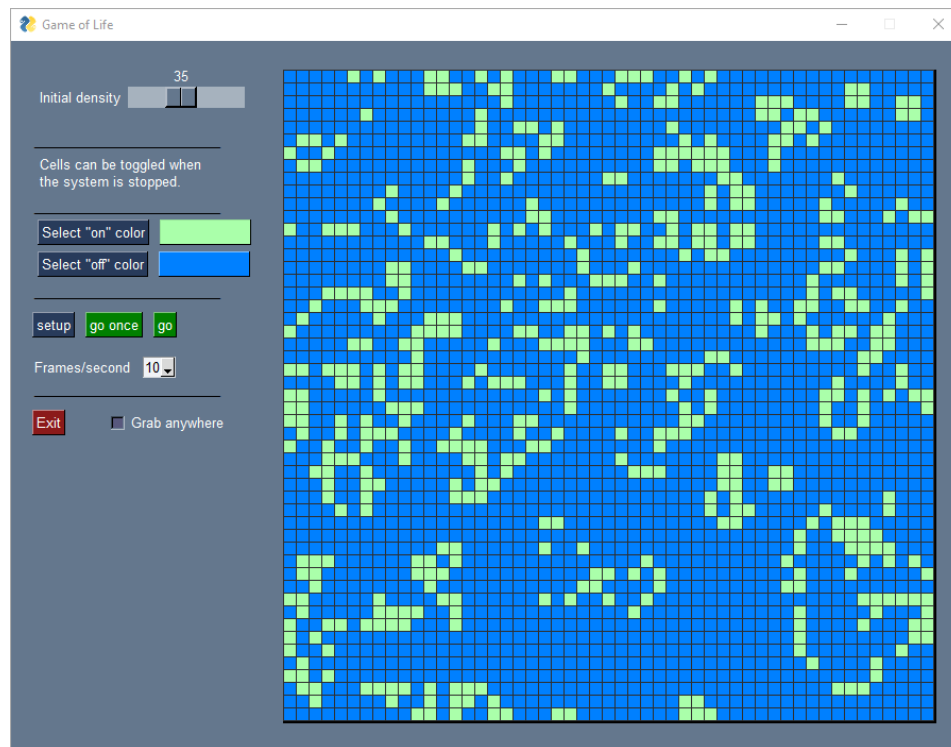 Game of Life
35
Initial density
Cells can be toggled when
the system is stopped.
Select "on" color
Select "off" color
setup go once go
Frames/second 10
Exit Grab anywhere